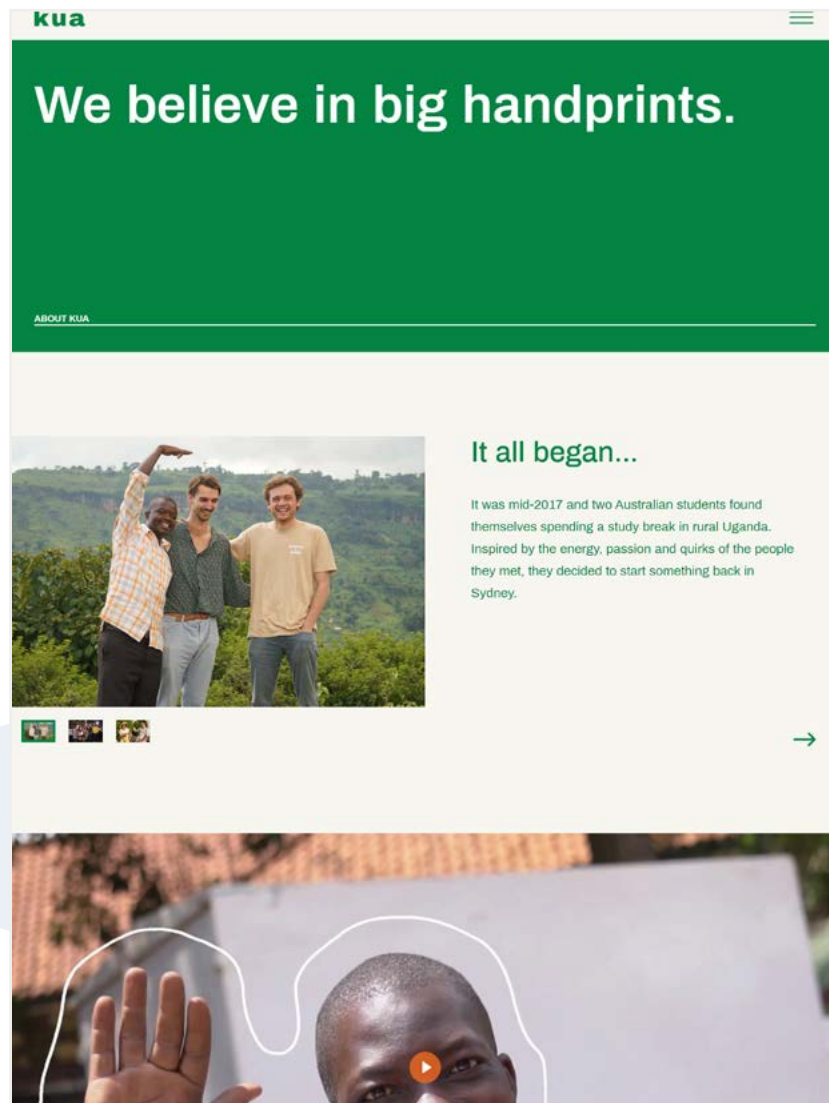 kua
We believe in big handprints.
ABOUT KUA
It all began...
It was mid-2017 and two Australian students found
themselves spending a study break in rural Uganda.
Inspired by the energy, passion and quirks of the people
they met, they decided to start something back in
Sydney.